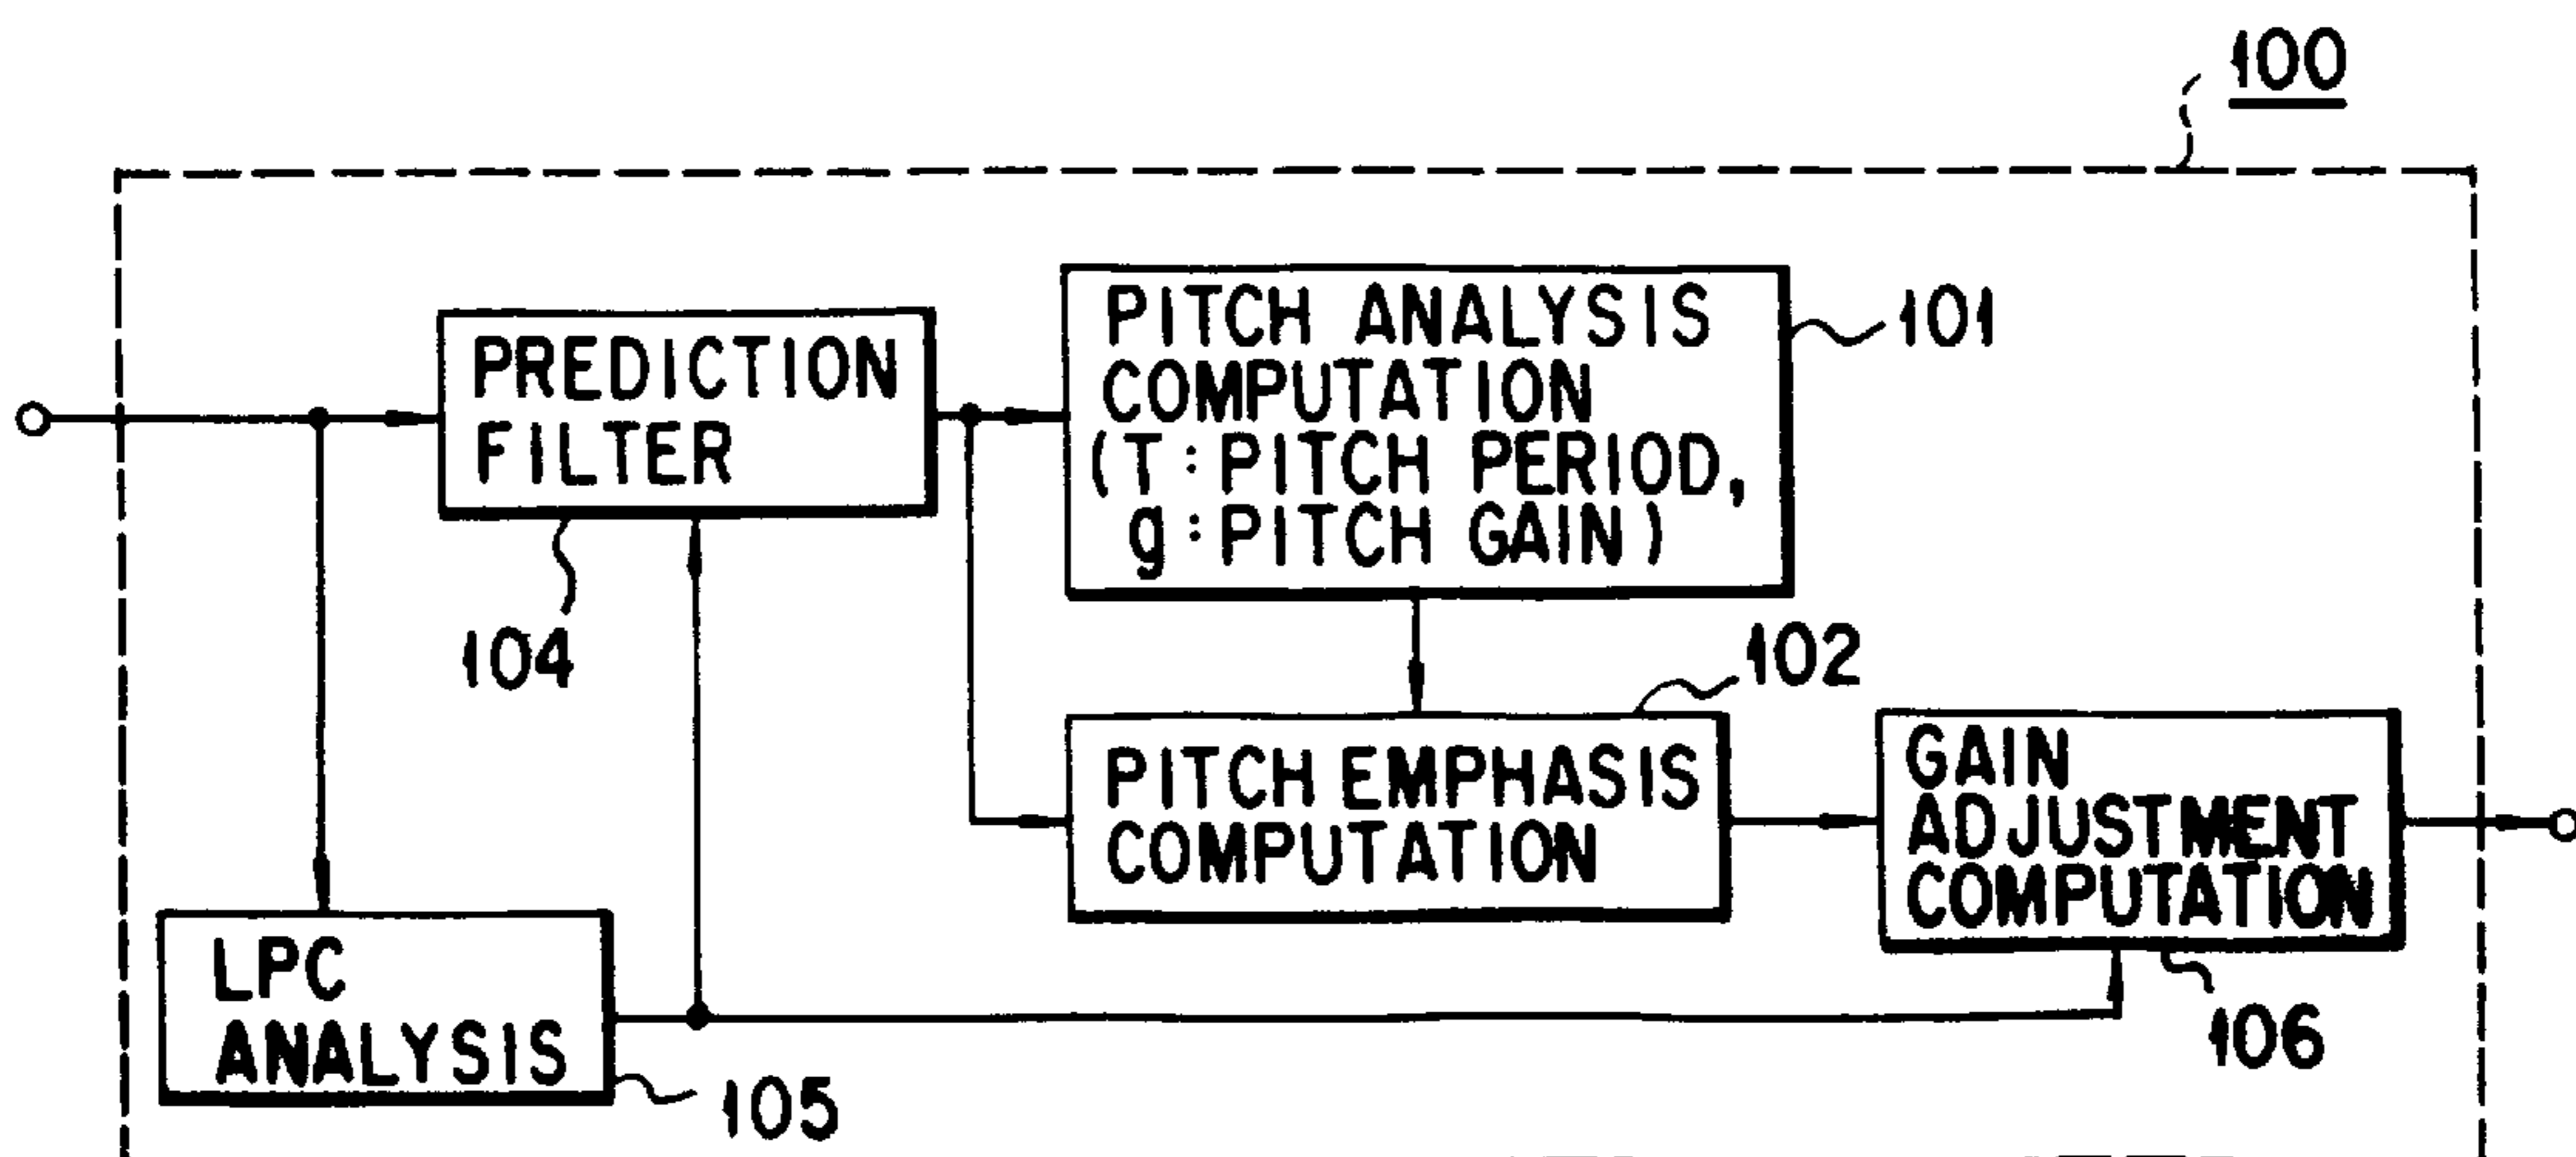 100
PREDICTION
FILTER
104
PITCH ANALYSIS
COMPUTATION
(T : PITCH PERIOD,
g : PITCH GAIN)
101
102
PITCH EMPHASIS
COMPUTATION
GAIN
ADJUSTMENT
COMPUTATION
106
LPC
ANALYSIS
105